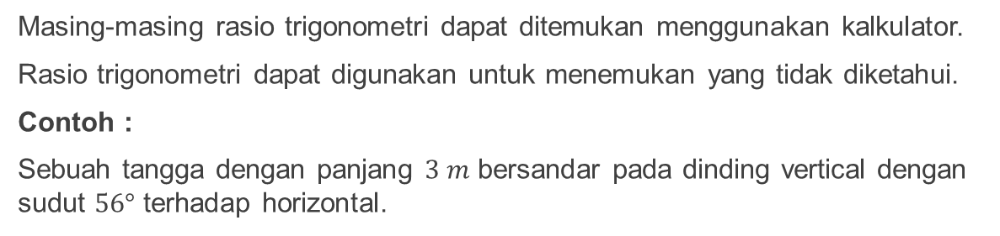 Masing-masing rasio trigonometri dapat ditemukan menggunakan kalkulator.
Rasio trigonometri dapat digunakan untuk menemukan yang tidak diketahui.
Contoh :
Sebuah tangga dengan panjang 3 m bersandar pada dinding vertical dengan
sudut 56° terhadap horizontal.